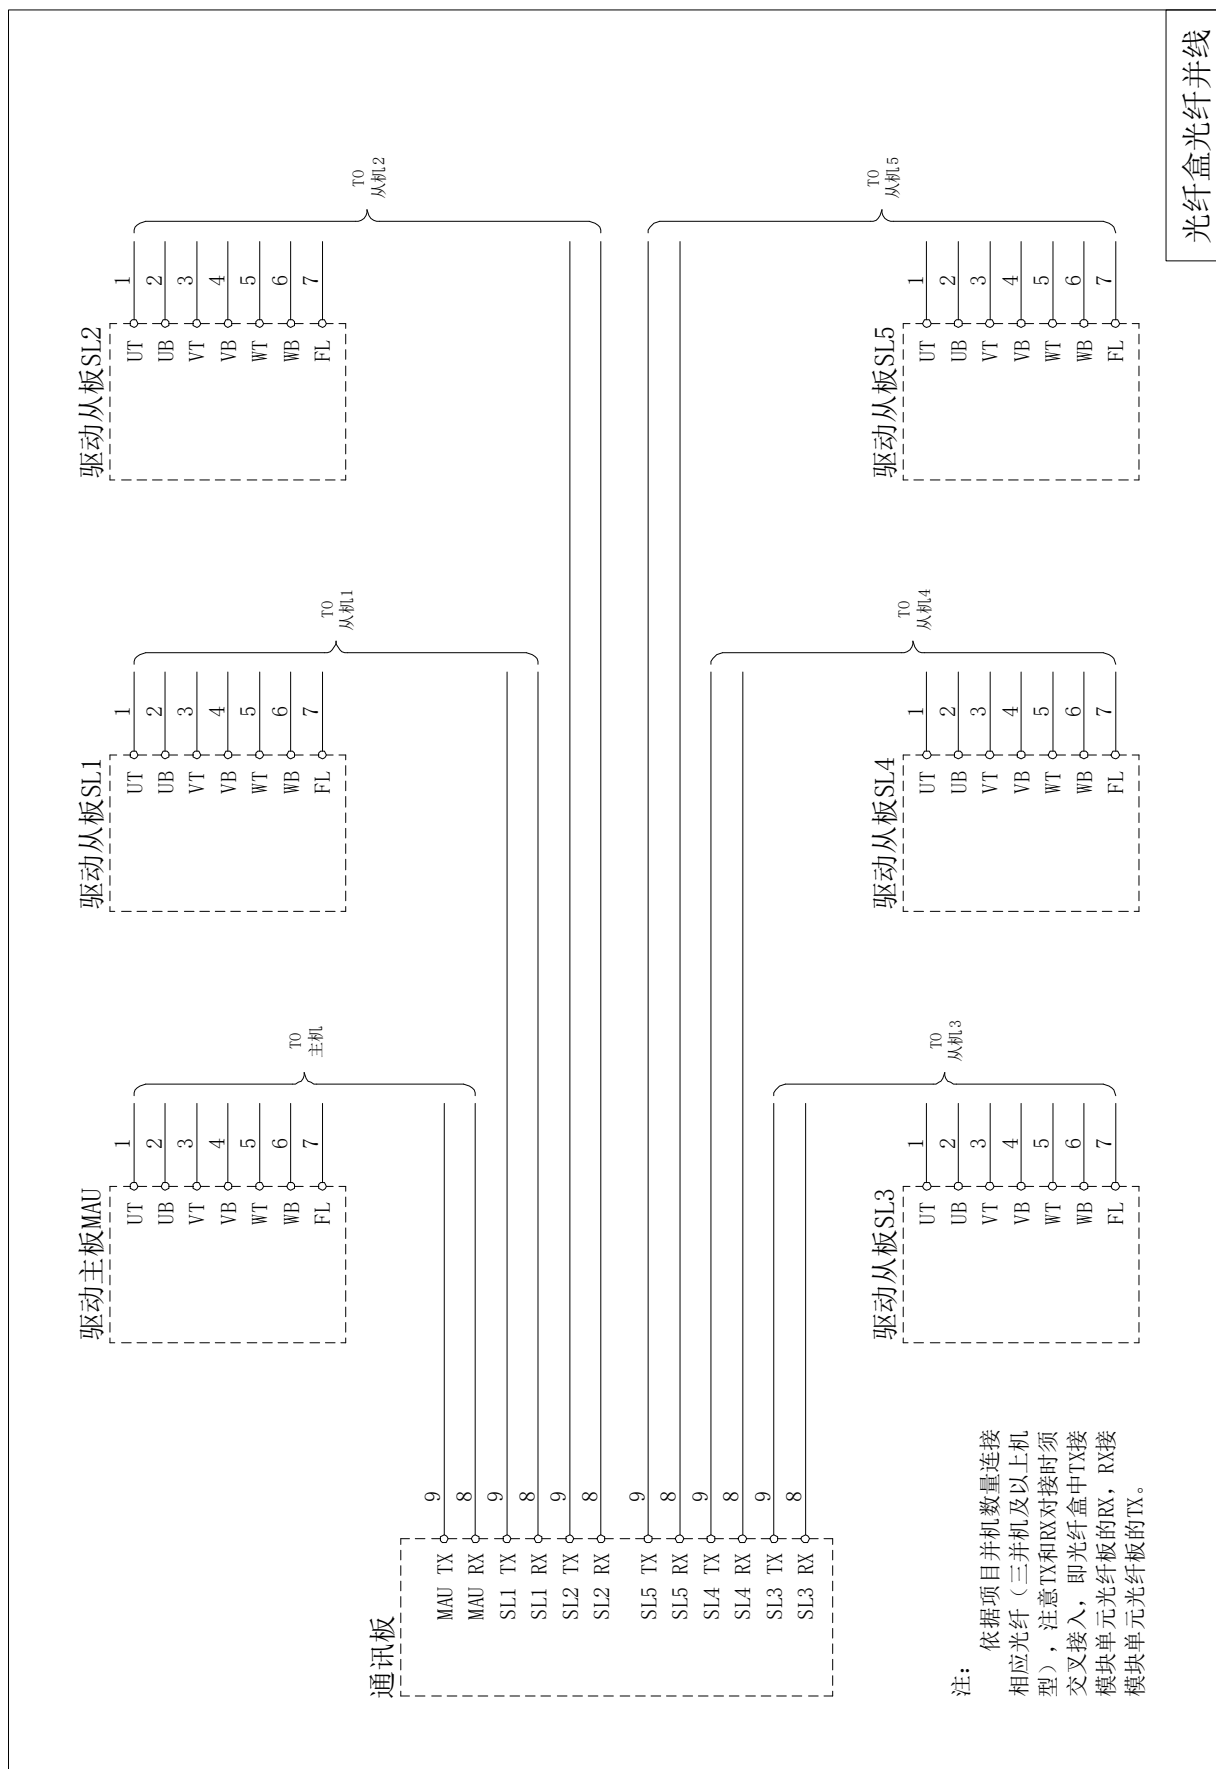 驱动主板MAU
UT 1
UB 2
VT 3
VB 4
WT 5
WB 6
FL 7
TO
主机
驱动从板SL1
UT 1
UB 2
VT 3
VB 4
WT 5
WB 6
FL 7
TO
从机1
驱动从板SL2
UT 1
UB 2
VT 3
VB 4
WT 5
WB 6
FL 7
TO
从机2
通讯板
MAU TX 9
MAU RX 8
SL1 TX 9
SL1 RX 8
SL2 TX 9
SL2 RX 8
SL5 TX 9
SL5 RX 8
SL4 TX 9
SL4 RX 8
SL3 TX 9
SL3 RX 8
驱动从板SL3
UT 1
UB 2
VT 3
VB 4
WT 5
WB 6
FL 7
TO
从机3
驱动从板SL4
UT 1
UB 2
VT 3
VB 4
WT 5
WB 6
FL 7
TO
从机4
驱动从板SL5
UT 1
UB 2
VT 3
VB 4
WT 5
WB 6
FL 7
TO
从机5
注:
依据项目并机数量连接
相应光纤（三并机及以上机
型），注意TX和RX对接时须
交叉接入，即光纤盒中TX接
模块单元光纤板的RX，RX接
模块单元光纤板的TX。
光纤盒光纤并线